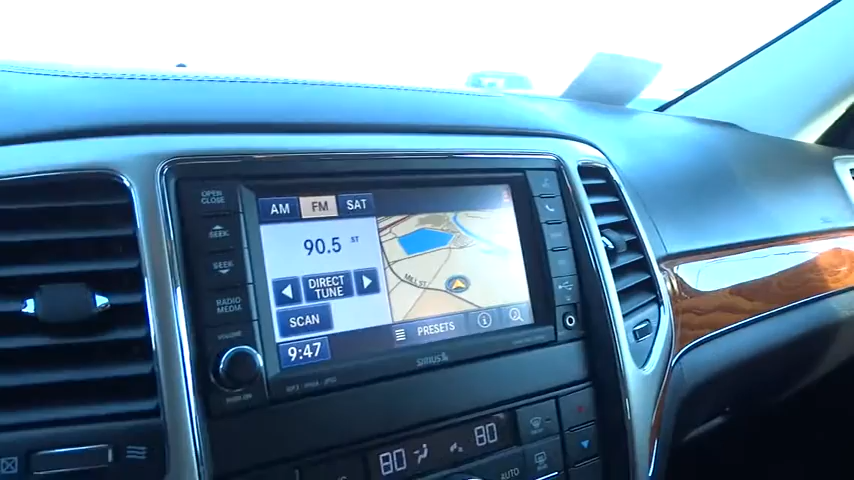 OPEN
CLOSE
SEEK
SEEK
RADIO
MEDIA
AM FM SAT
90.5 ST
DIRECT
TUNE
SCAN
9:47
MILL ST
PRESETS
SIRIUS
80
80
AUTO